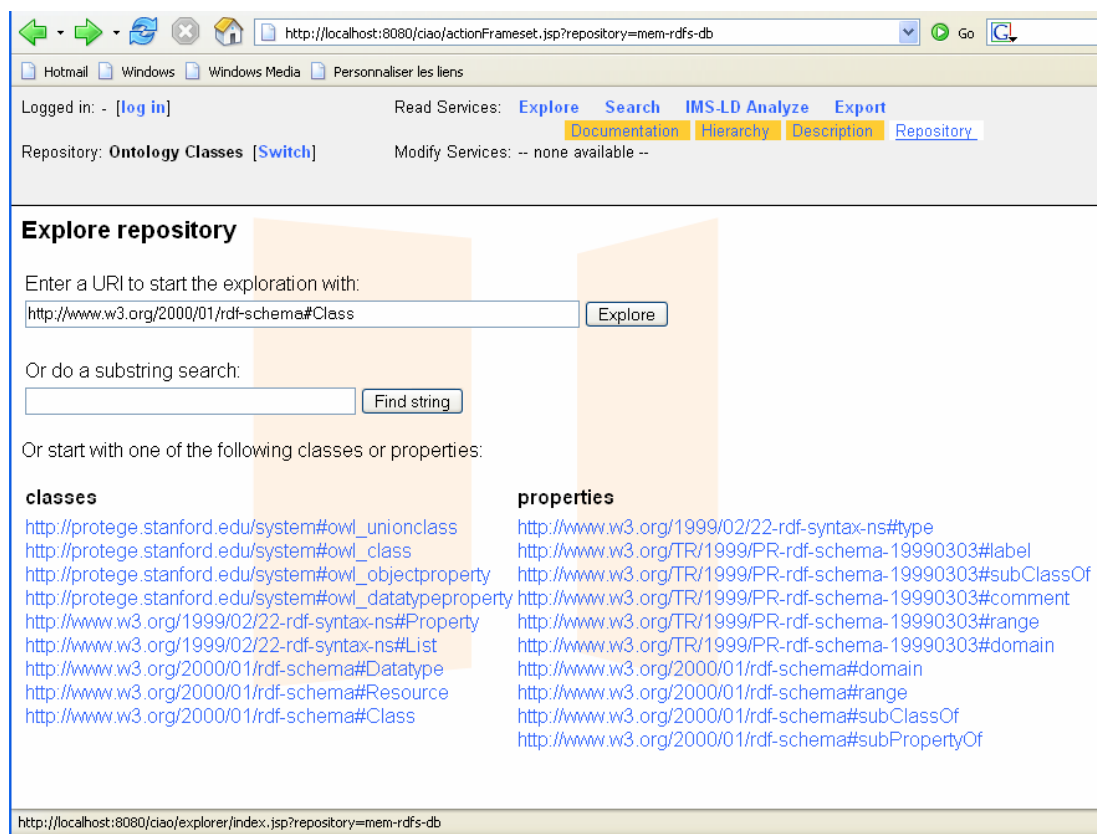 http://localhost:8080/ciao/actionFrameset.jsp?repository=mem-rdfs-db
Go
G
Hotmail Windows Windows Media Personnaliser les liens
Logged in: - [log in] Read Services: Explore Search IMS-LD Analyze Export
Documentation Hierarchy Description Repository
Repository: Ontology Classes [Switch] Modify Services: -- none available --
Explore repository
Enter a URI to start the exploration with:
http://www.w3.org/2000/01/rdf-schema#Class Explore
Or do a substring search:
Find string
Or start with one of the following classes or properties:
classes properties
http://protege.stanford.edu/system#owl_unionclass http://www.w3.org/1999/02/22-rdf-syntax-ns#type
http://protege.stanford.edu/system#owl_class http://www.w3.org/TR/1999/PR-rdf-schema-19990303#label
http://protege.stanford.edu/system#owl_objectproperty http://www.w3.org/TR/1999/PR-rdf-schema-19990303#subClassOf
http://protege.stanford.edu/system#owl_datatypeproperty http://www.w3.org/TR/1999/PR-rdf-schema-19990303#comment
http://www.w3.org/1999/02/22-rdf-syntax-ns#Property http://www.w3.org/TR/1999/PR-rdf-schema-19990303#range
http://www.w3.org/1999/02/22-rdf-syntax-ns#List http://www.w3.org/TR/1999/PR-rdf-schema-19990303#domain
http://www.w3.org/2000/01/rdf-schema#Datatype http://www.w3.org/2000/01/rdf-schema#domain
http://www.w3.org/2000/01/rdf-schema#Resource http://www.w3.org/2000/01/rdf-schema#range
http://www.w3.org/2000/01/rdf-schema#Class http://www.w3.org/2000/01/rdf-schema#subClassOf
http://www.w3.org/2000/01/rdf-schema#subPropertyOf
http://localhost:8080/ciao/explorer/index.jsp?repository=mem-rdfs-db